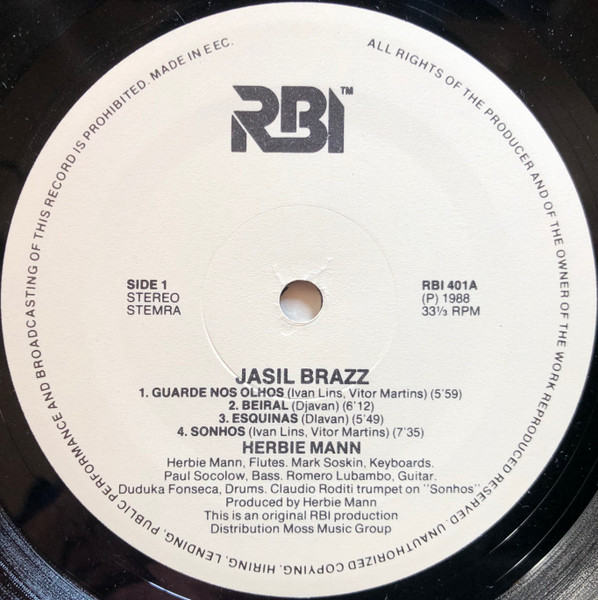 ALL RIGHTS OF THE PRODUCER AND OF THE OWNER OF THE WORK REPRODUCED RESERVED. UNAUTHORIZED COPYING, HIRING, LENDING, PUBLIC PERFORMANCE AND BROADCASTING OF THIS RECORD IS PROHIBITED. MADE IN EEC.
RBI™
SIDE 1
STEREO
STEMRA
RBI 401A
(P) 1988
33⅓ RPM
JASIL BRAZZ
1. GUARDE NOS OLHOS (Ivan Lins, Vitor Martins) (5'59)
2. BEIRAL (Djavan) (6'12)
3. ESQUINAS (Dlavan) (5'49)
4. SONHOS (Ivan Lins, Vitor Martins) (7'35)
HERBIE MANN
Herbie Mann, Flutes. Mark Soskin, Keyboards.
Paul Socolow, Bass. Romero Lubambo, Guitar.
Duduka Fonseca, Drums. Claudio Roditi trumpet on "Sonhos"
Produced by Herbie Mann
This is an original RBI production
Distribution Moss Music Group